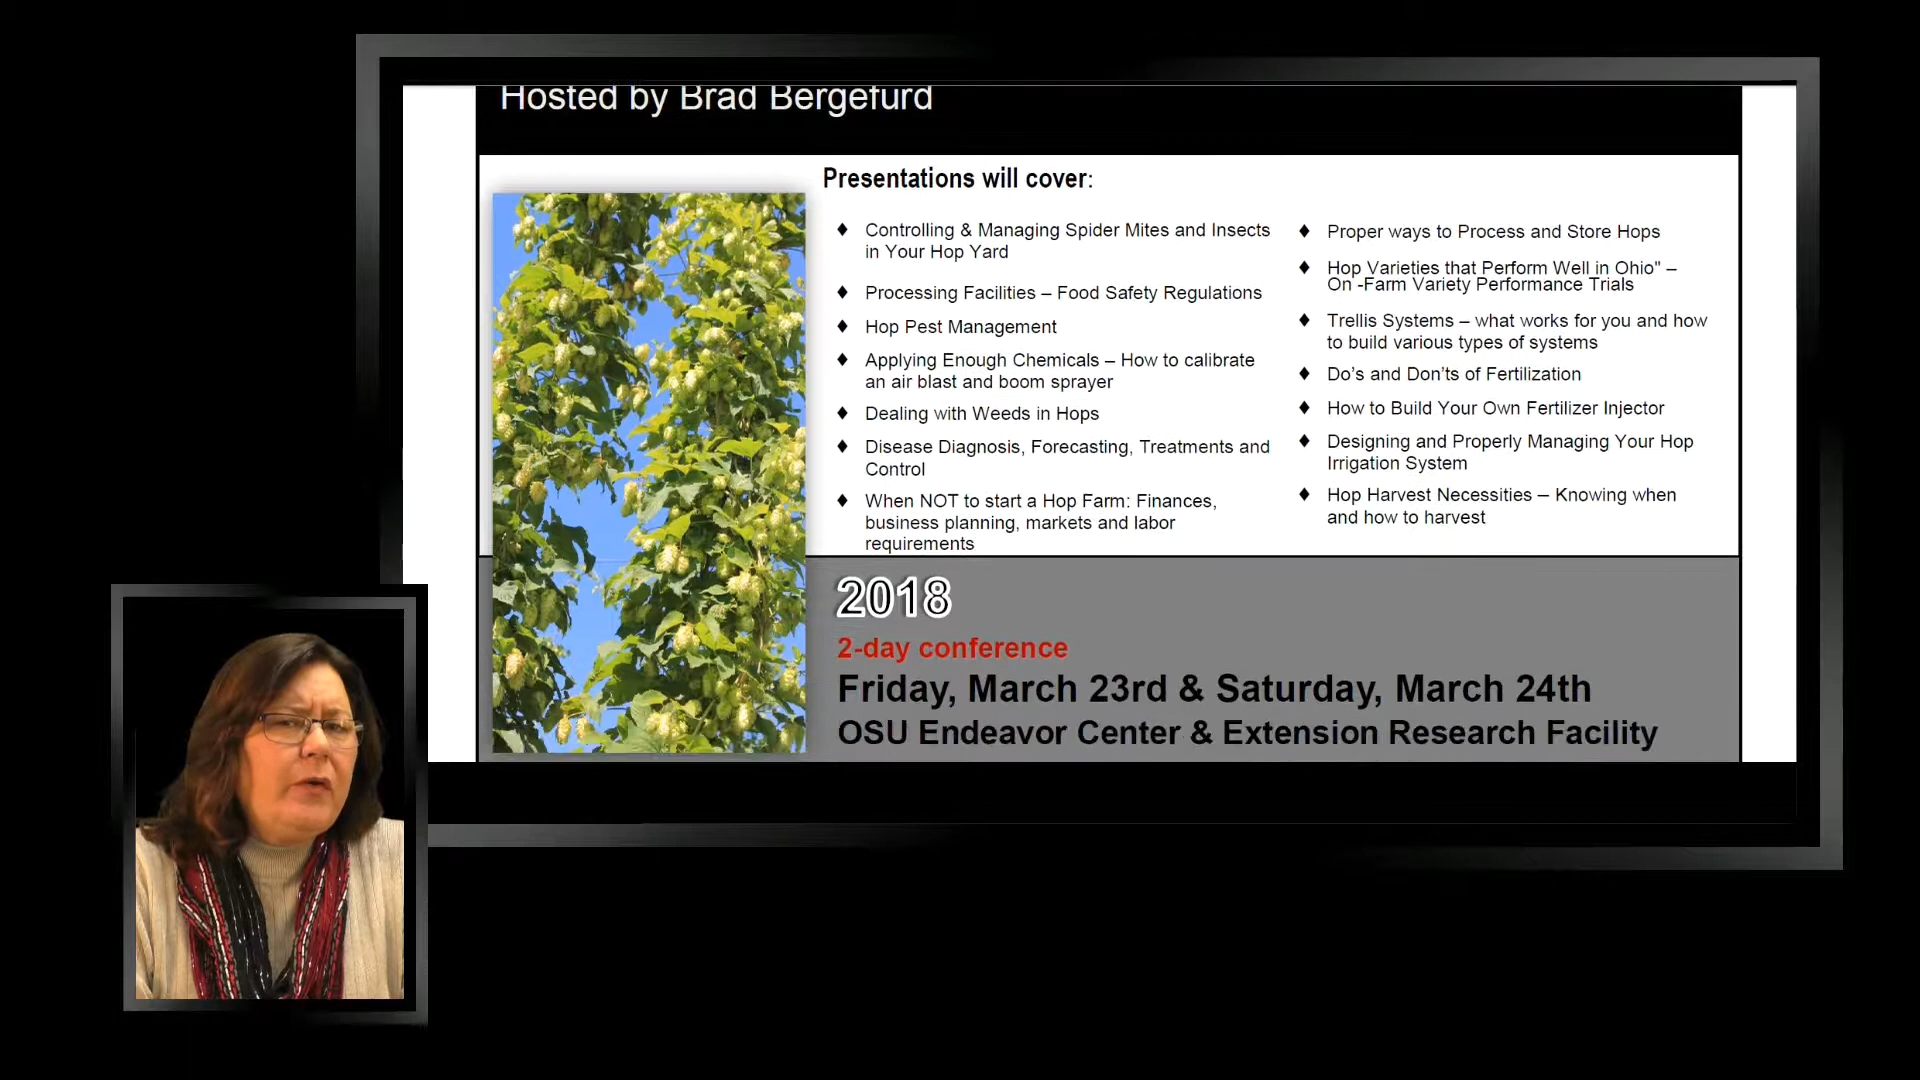 Hosted by Brad Bergefurd
Presentations will cover:
♦ Controlling & Managing Spider Mites and Insects
in Your Hop Yard
♦ Processing Facilities – Food Safety Regulations
♦ Hop Pest Management
♦ Applying Enough Chemicals – How to calibrate
an air blast and boom sprayer
♦ Dealing with Weeds in Hops
♦ Disease Diagnosis, Forecasting, Treatments and
Control
♦ When NOT to start a Hop Farm: Finances,
business planning, markets and labor
requirements
♦ Proper ways to Process and Store Hops
♦ Hop Varieties that Perform Well in Ohio" –
On -Farm Variety Performance Trials
♦ Trellis Systems – what works for you and how
to build various types of systems
♦ Do's and Don'ts of Fertilization
♦ How to Build Your Own Fertilizer Injector
♦ Designing and Properly Managing Your Hop
Irrigation System
♦ Hop Harvest Necessities – Knowing when
and how to harvest
2018
2-day conference
Friday, March 23rd & Saturday, March 24th
OSU Endeavor Center & Extension Research Facility